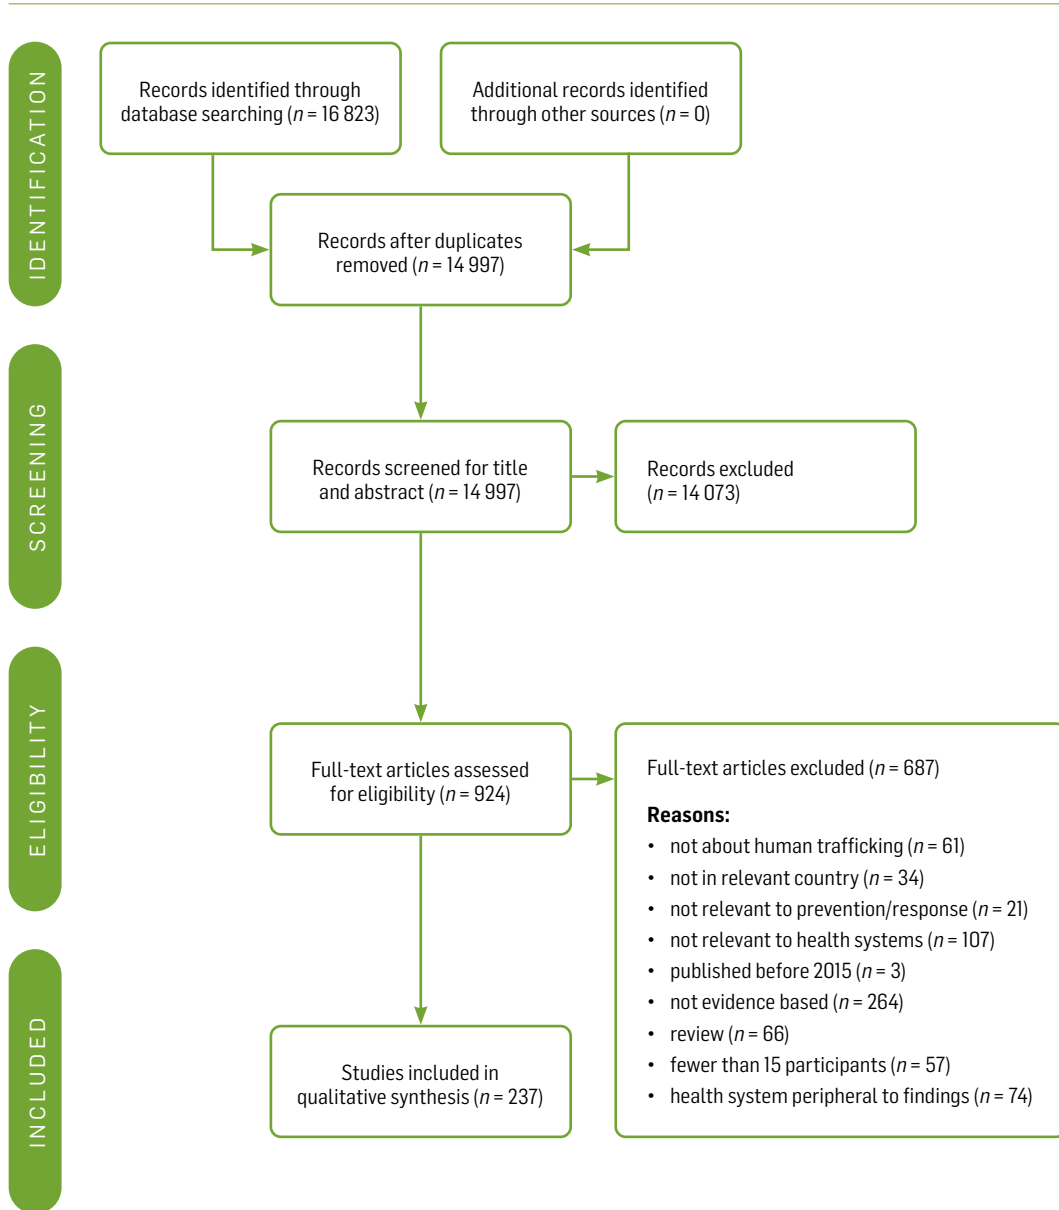 IDENTIFICATION
Records identified through
database searching (n = 16 823)
Additional records identified
through other sources (n = 0)
Records after duplicates
removed (n = 14 997)
SCREENING
Records screened for title
and abstract (n = 14 997)
Records excluded
(n = 14 073)
ELIGIBILITY
Full-text articles assessed
for eligibility (n = 924)
Full-text articles excluded (n = 687)
Reasons:
• not about human trafficking (n = 61)
• not in relevant country (n = 34)
• not relevant to prevention/response (n = 21)
• not relevant to health systems (n = 107)
• published before 2015 (n = 3)
• not evidence based (n = 264)
• review (n = 66)
• fewer than 15 participants (n = 57)
• health system peripheral to findings (n = 74)
INCLUDED
Studies included in
qualitative synthesis (n = 237)